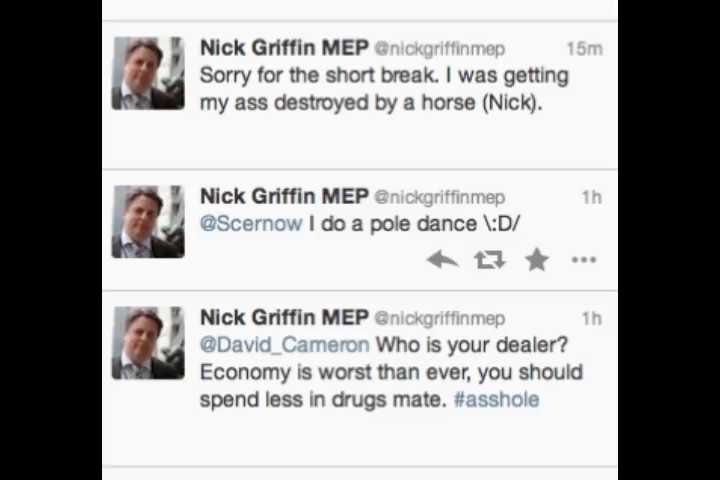 Nick Griffin MEP @nickgriffinmep 15m
Sorry for the short break. I was getting
my ass destroyed by a horse (Nick).
Nick Griffin MEP @nickgriffinmep 1h
@Scernow I do a pole dance \:D/
Nick Griffin MEP @nickgriffinmep 1h
@David_Cameron Who is your dealer?
Economy is worst than ever, you should
spend less in drugs mate. #asshole